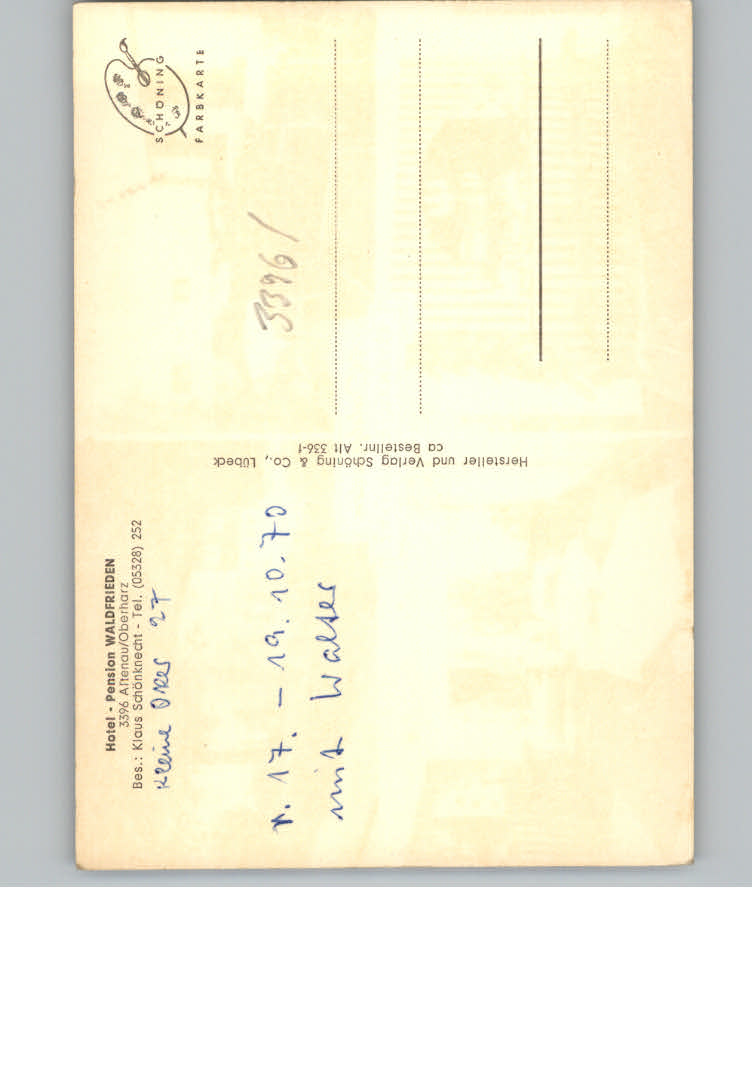 Hotel - Pension WALDFRIEDEN
3396 Altenau/Oberharz
Bes.: Klaus Schönknecht - Tel. (05328) 252
Kleine Oker 27
v. 17. - 19. 10. 70
mit Walter
Hersteller und Verlag Schöning & Co., Lübeck
ca Bestellnr. Alt 336-f
SCHÖNING
FARBKARTE
3396 /